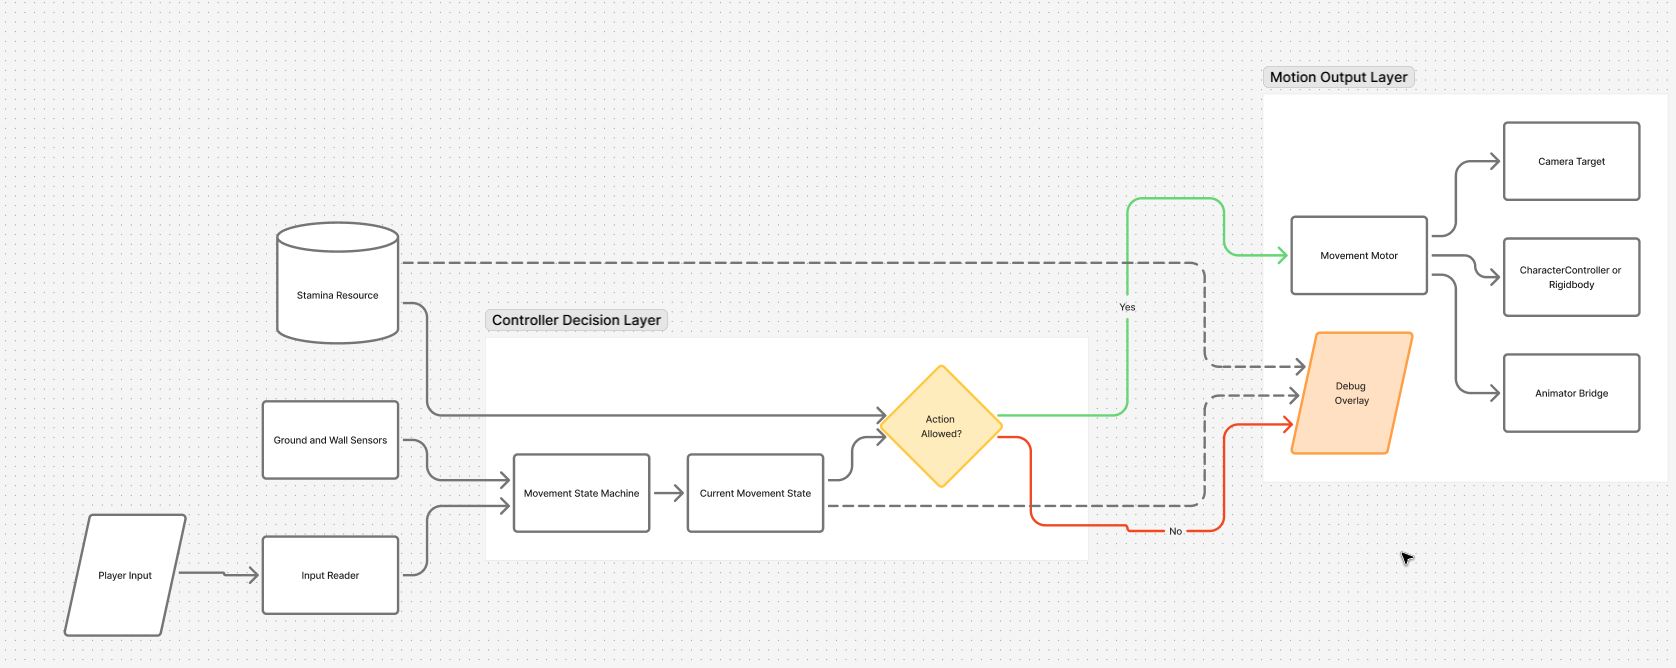 Motion Output Layer
Camera Target
Movement Motor
CharacterController or
Rigidbody
Stamina Resource
Yes
Controller Decision Layer
Debug
Overlay
Animator Bridge
Action
Allowed?
Ground and Wall Sensors
Movement State Machine
Current Movement State
No
Player Input
Input Reader